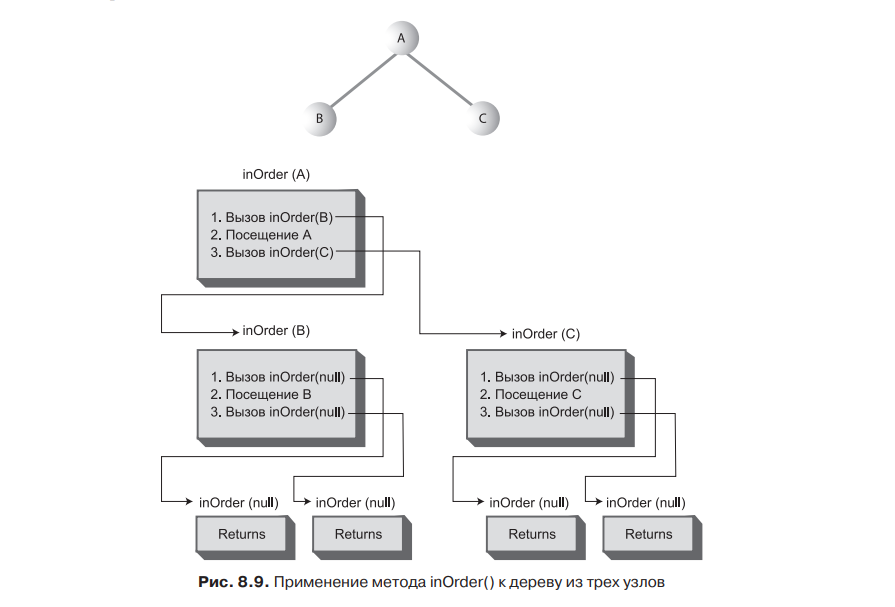 A
B
C
inOrder (A)
1. Вызов inOrder(B)
2. Посещение A
3. Вызов inOrder(C)
inOrder (B)
1. Вызов inOrder(null)
2. Посещение B
3. Вызов inOrder(null)
inOrder (C)
1. Вызов inOrder(null)
2. Посещение C
3. Вызов inOrder(null)
inOrder (null)
Returns
inOrder (null)
Returns
inOrder (null)
Returns
inOrder (null)
Returns
Рис. 8.9. Применение метода inOrder() к дереву из трех узлов